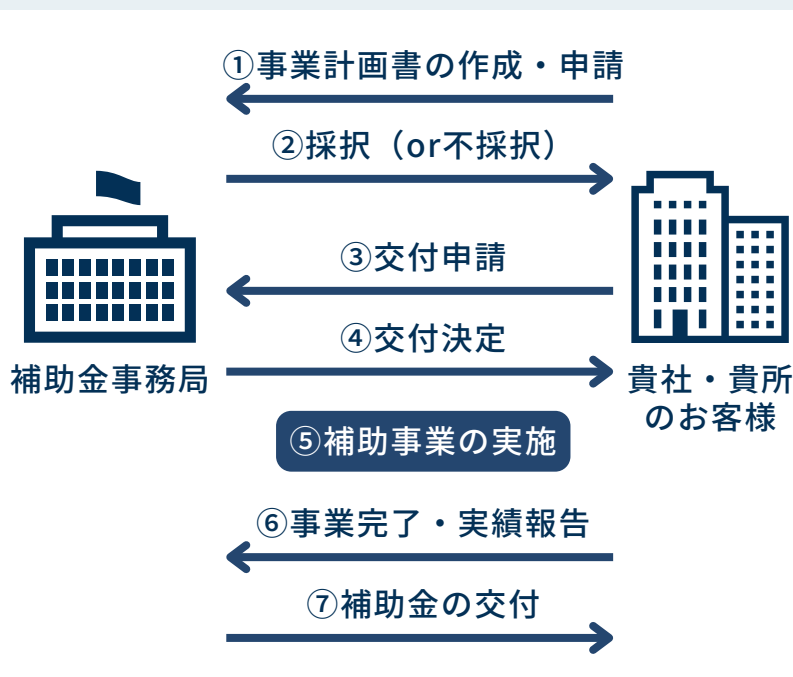 ①事業計画書の作成・申請
②採択（or不採択）
③交付申請
④交付決定
補助金事務局
貴社・貴所
のお客様
⑤補助事業の実施
⑥事業完了・実績報告
⑦補助金の交付